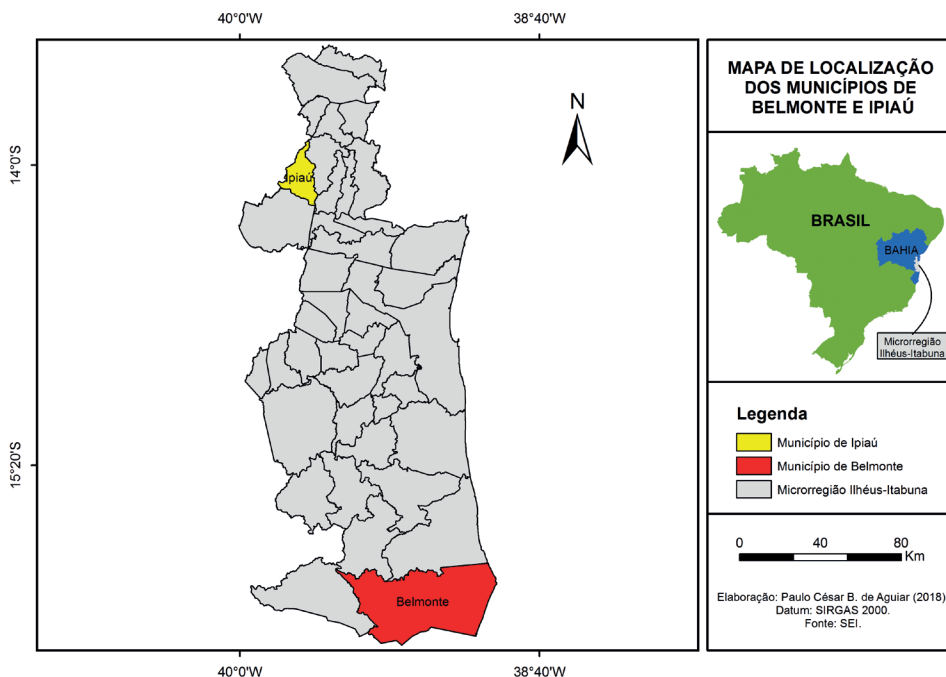 40°0'W
38°40'W
14°0'S
15°20'S
Ipiaú
Belmonte
N
40°0'W
38°40'W
MAPA DE LOCALIZAÇÃO
DOS MUNICÍPIOS DE
BELMONTE E IPIAÚ
BRASIL
BAHIA
Microrregião
Ilhéus-Itabuna
Legenda
Município de Ipiaú
Município de Belmonte
Microrregião Ilhéus-Itabuna
0 40 80
Km
Elaboração: Paulo César B. de Aguiar (2018)
Datum: SIRGAS 2000.
Fonte: SEI.